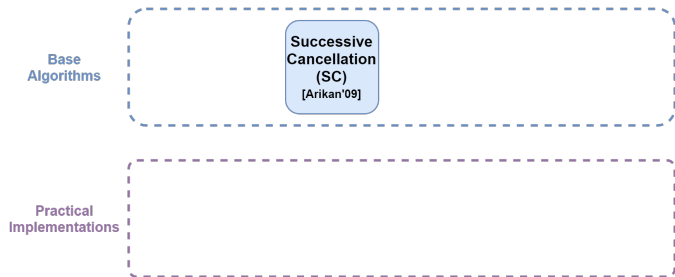 Base
Algorithms
Successive
Cancellation
(SC)
[Arikan'09]
Practical
Implementations